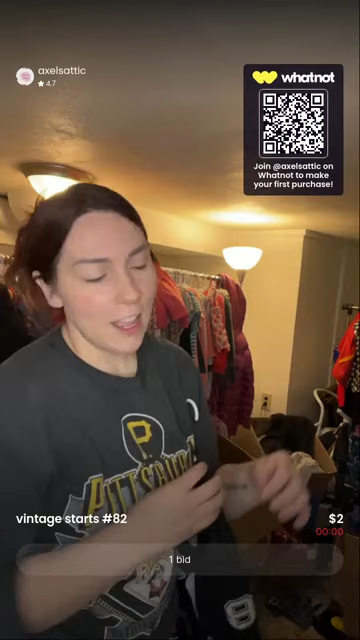 axelsattic
4.7
whatnot
Join @axelsattic on
Whatnot to make
your first purchase!
P
PITTSBURGH
vintage starts #82
$2
00:00
1 bid